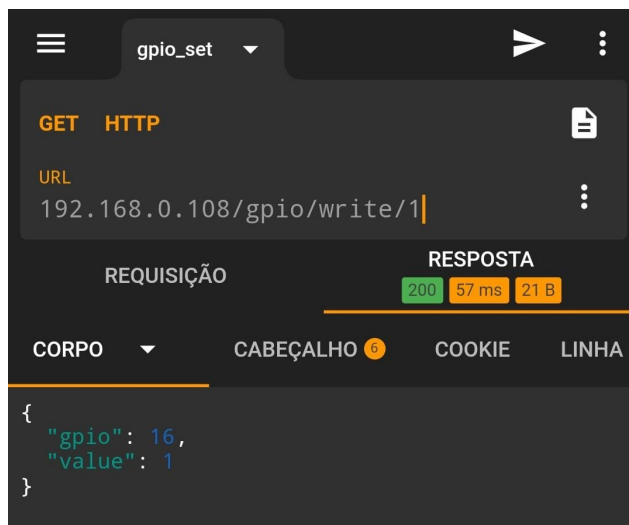 gpio_set
GET HTTP
URL
192.168.0.108/gpio/write/1
REQUISIÇÃO
RESPOSTA
200 57 ms 21 B
CORPO CABEÇALHO 6 COOKIE LINHA
{
"gpio": 16,
"value": 1
}